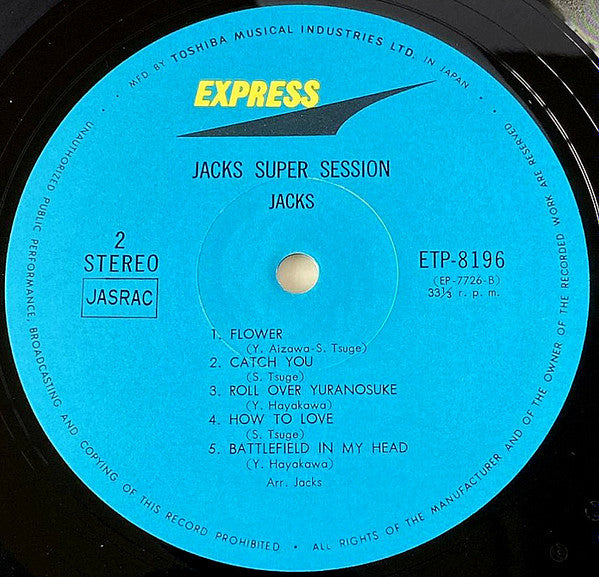 MFD BY TOSHIBA MUSICAL INDUSTRIES LTD. IN JAPAN •
EXPRESS
JACKS SUPER SESSION
JACKS
2
STEREO
JASRAC
ETP-8196
(EP-7726-B)
33⅓ r. p. m.
1. FLOWER
(Y. Aizawa-S. Tsuge)
2. CATCH YOU
(S. Tsuge)
3. ROLL OVER YURANOSUKE
(Y. Hayakawa)
4. HOW TO LOVE
(S. Tsuge)
5. BATTLEFIELD IN MY HEAD
(Y. Hayakawa)
Arr. Jacks
UNAUTHORIZED PUBLIC PERFORMANCE, BROADCASTING AND COPYING OF THIS RECORD PROHIBITED • ALL RIGHTS OF THE MANUFACTURER AND OF THE OWNER OF THE RECORDED WORK ARE RESERVED